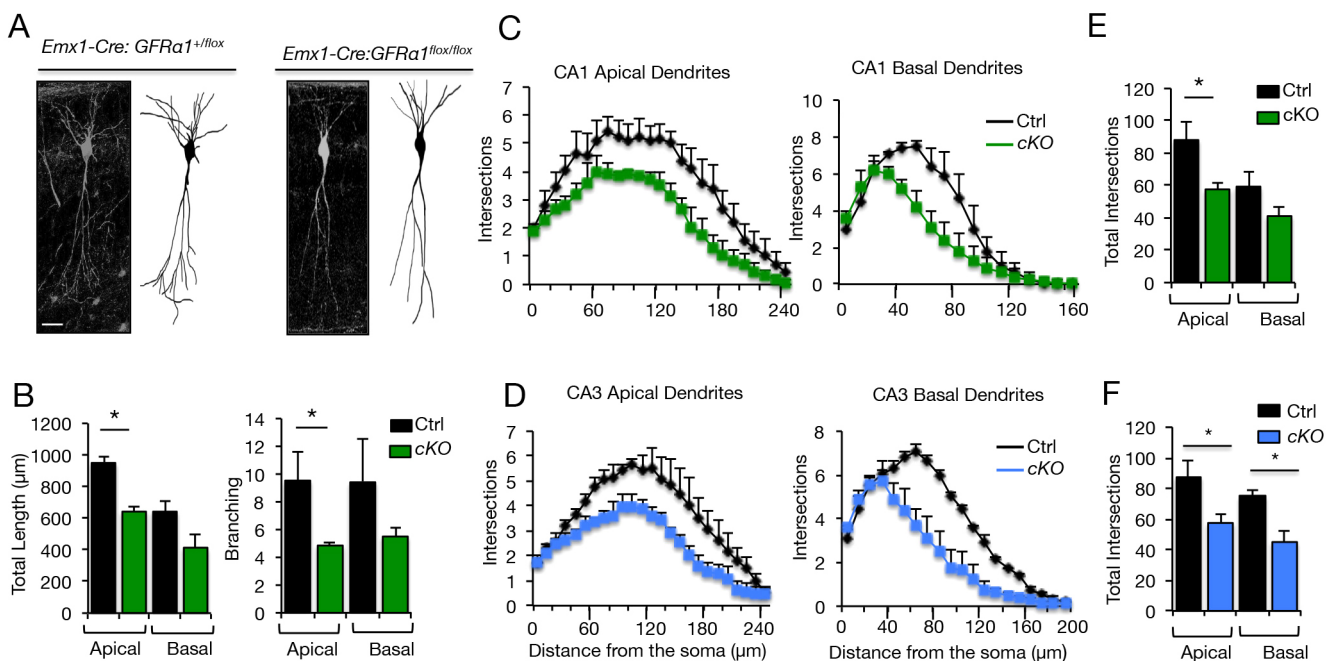 A
Emx1-Cre: GFRα1+/flox
Emx1-Cre:GFRα1flox/flox
B
Total Length (µm)
1200
1000
800
600
400
200
0
Apical
Basal
*
Branching
14
12
10
8
6
4
2
0
Apical
Basal
*
Ctrl
cKO
C
CA1 Apical Dendrites
Intersections
7
6
5
4
3
2
1
0
0 60 120 180 240
CA1 Basal Dendrites
Intersections
10
8
6
4
2
0
0 40 80 120 160
Ctrl
cKO
D
CA3 Apical Dendrites
Intersections
7
6
5
4
3
2
1
0
0 60 120 180 240
Distance from the soma (µm)
CA3 Basal Dendrites
Intersections
8
6
4
2
0
0 40 80 120 160 200
Distance from the soma (µm)
Ctrl
cKO
E
Total Intersections
120
100
80
60
40
20
0
Apical
Basal
*
Ctrl
cKO
F
Total Intersections
120
100
80
60
40
20
0
Apical
Basal
*
*
Ctrl
cKO